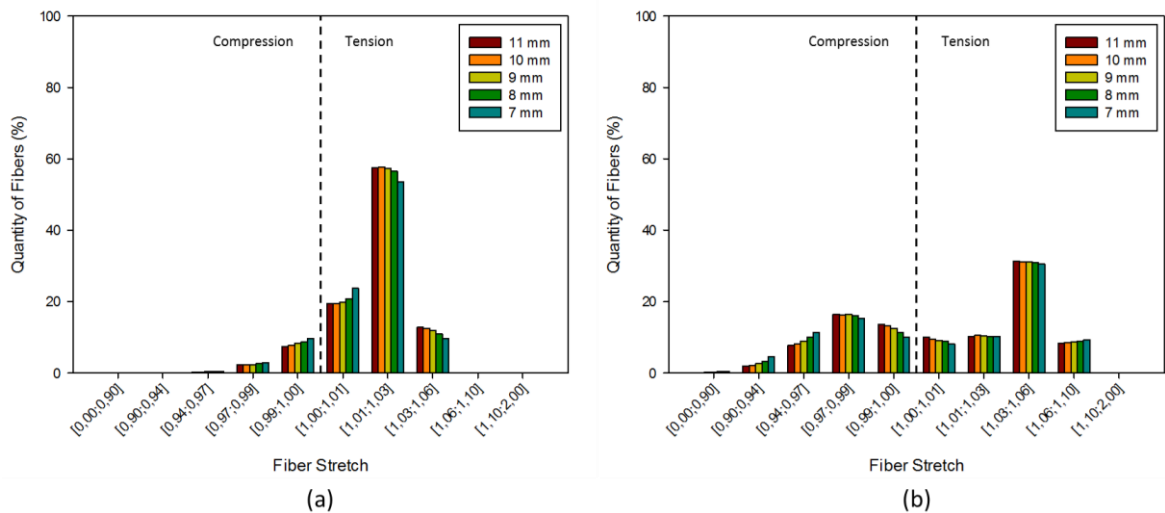 100
80
60
40
20
0
Quantity of Fibers (%)
Compression
Tension
11 mm
10 mm
9 mm
8 mm
7 mm
[0,00:0,90]
[0,90:0,94]
[0,94:0,97]
[0,97:0,99]
[0,99:1,00]
[1,00:1,01]
[1,01:;1,03]
[1,03:1,06]
[1,06:1,10]
[1,10:2,00]
Fiber Stretch
(a)
100
80
60
40
20
0
Quantity of Fibers (%)
Compression
Tension
11 mm
10 mm
9 mm
8 mm
7 mm
[0,00:0,90]
[0,90:0,94]
[0,94:0,97]
[0,97:0,99]
[0,99:1,00]
[1,00:1,01]
[1,01:;1,03]
[1,03:1,06]
[1,06:1,10]
[1,10:2,00]
Fiber Stretch
(b)